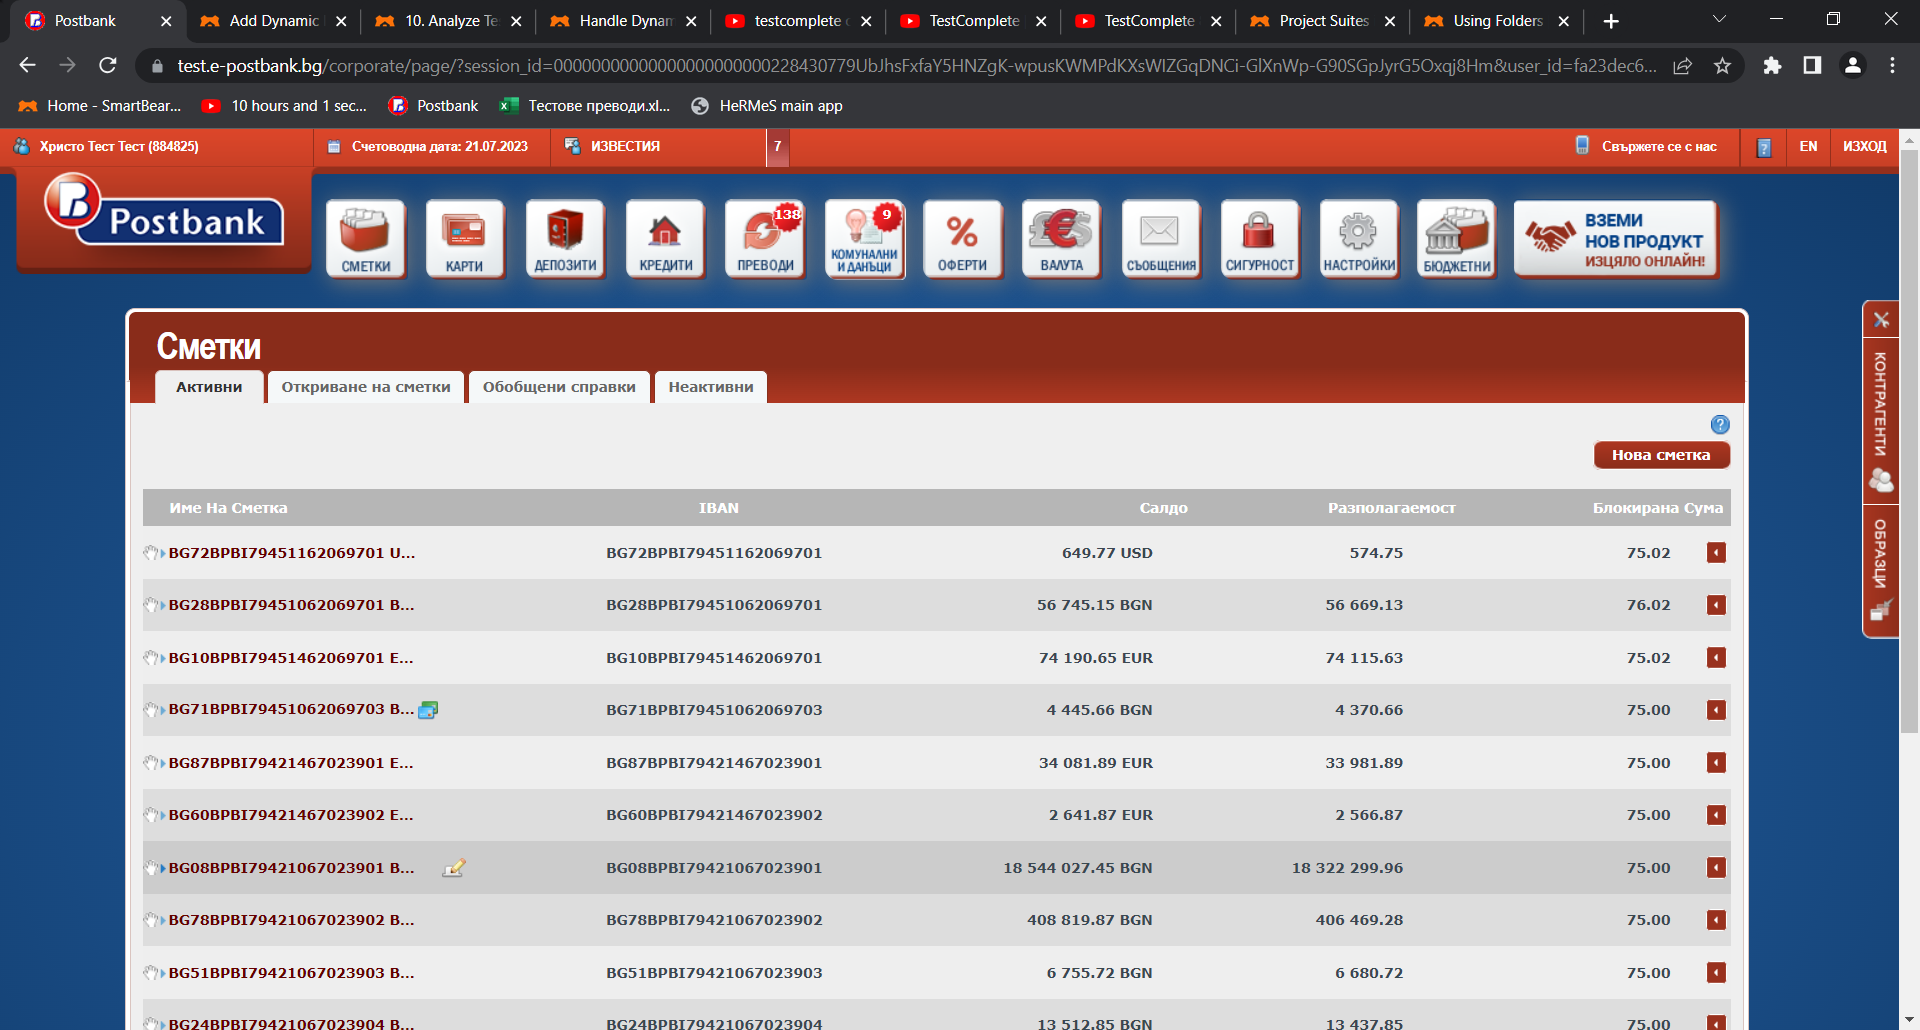 Postbank
Add Dynamic
10. Analyze Te
Handle Dynam
testcomplete
TestComplete
TestComplete
Project Suites
Using Folders
test.e-postbank.bg/corporate/page/?session_id=
Home - SmartBear...
10 hours and 1 sec...
Postbank
Тестове преводи.xl...
HeRMeS main app
Христо Тест Тест (884825)
Счетоводна дата: 21.07.2023
ИЗВЕСТИЯ
7
Свържете се с нас
EN
ИЗХОД
Postbank
СМЕТКИ
КАРТИ
ДЕПОЗИТИ
КРЕДИТИ
138
ПРЕВОДИ
9
КОМУНАЛНИ
И ДАНЪЦИ
ОФЕРТИ
ВАЛУТА
СЪОБЩЕНИЯ
СИГУРНОСТ
НАСТРОЙКИ
БЮДЖЕТНИ
ВЗЕМИ
НОВ ПРОДУКТ
ИЗЦЯЛО ОНЛАЙН!
КОНТРАГЕНТИ
ОБРАЗЦИ
Сметки
Активни
Откриване на сметки
Обобщени справки
Неактивни
Нова сметка
Име На Сметка IBAN Салдо Разполагаемост Блокирана Сума
BG72BPBI79451162069701 U... BG72BPBI79451162069701 649.77 USD 574.75 75.02
BG28BPBI79451062069701 B... BG28BPBI79451062069701 56 745.15 BGN 56 669.13 76.02
BG10BPBI79451462069701 E... BG10BPBI79451462069701 74 190.65 EUR 74 115.63 75.02
BG71BPBI79451062069703 B... BG71BPBI79451062069703 4 445.66 BGN 4 370.66 75.00
BG87BPBI79421467023901 E... BG87BPBI79421467023901 34 081.89 EUR 33 981.89 75.00
BG60BPBI79421467023902 E... BG60BPBI79421467023902 2 641.87 EUR 2 566.87 75.00
BG08BPBI79421067023901 B... BG08BPBI79421067023901 18 544 027.45 BGN 18 322 299.96 75.00
BG78BPBI79421067023902 B... BG78BPBI79421067023902 408 819.87 BGN 406 469.28 75.00
BG51BPBI79421067023903 B... BG51BPBI79421067023903 6 755.72 BGN 6 680.72 75.00
BG24BPBI79421067023904 B... BG24BPBI79421067023904 13 512.85 BGN 13 437.85 75.00